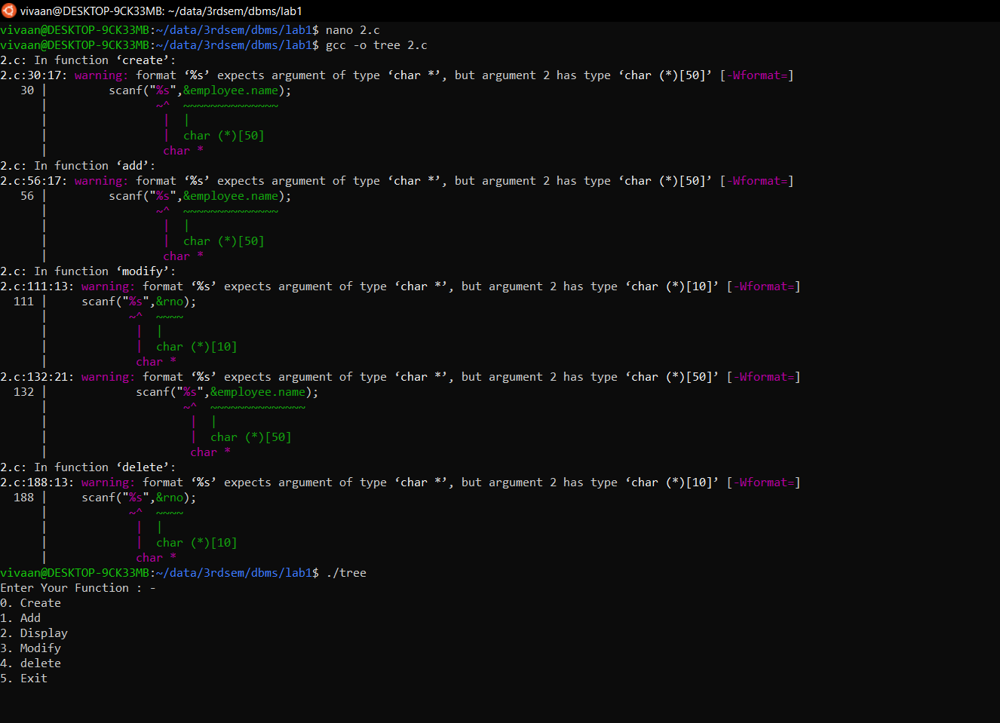 vivaan@DESKTOP-9CK33MB: ~/data/3rdsem/dbms/lab1
vivaan@DESKTOP-9CK33MB:~/data/3rdsem/dbms/lab1$ nano 2.c
vivaan@DESKTOP-9CK33MB:~/data/3rdsem/dbms/lab1$ gcc -o tree 2.c
2.c: In function ‘create’:
2.c:30:17: warning: format ‘%s’ expects argument of type ‘char *’, but argument 2 has type ‘char (*)[50]’ [-Wformat=]
   30 |         scanf("%s",&employee.name);
      |                ~^  ~~~~~~~~~~~~~~
      |                 |  |
      |                 |  char (*)[50]
      |                 char *
2.c: In function ‘add’:
2.c:56:17: warning: format ‘%s’ expects argument of type ‘char *’, but argument 2 has type ‘char (*)[50]’ [-Wformat=]
   56 |         scanf("%s",&employee.name);
      |                ~^  ~~~~~~~~~~~~~~
      |                 |  |
      |                 |  char (*)[50]
      |                 char *
2.c: In function ‘modify’:
2.c:111:13: warning: format ‘%s’ expects argument of type ‘char *’, but argument 2 has type ‘char (*)[10]’ [-Wformat=]
  111 |     scanf("%s",&rno);
      |            ~^  ~~~~
      |             |  |
      |             |  char (*)[10]
      |             char *
2.c:132:21: warning: format ‘%s’ expects argument of type ‘char *’, but argument 2 has type ‘char (*)[50]’ [-Wformat=]
  132 |             scanf("%s",&employee.name);
      |                    ~^  ~~~~~~~~~~~~~~
      |                     |  |
      |                     |  char (*)[50]
      |                     char *
2.c: In function ‘delete’:
2.c:188:13: warning: format ‘%s’ expects argument of type ‘char *’, but argument 2 has type ‘char (*)[10]’ [-Wformat=]
  188 |     scanf("%s",&rno);
      |            ~^  ~~~~
      |             |  |
      |             |  char (*)[10]
      |             char *
vivaan@DESKTOP-9CK33MB:~/data/3rdsem/dbms/lab1$ ./tree
Enter Your Function : -
0. Create
1. Add
2. Display
3. Modify
4. delete
5. Exit